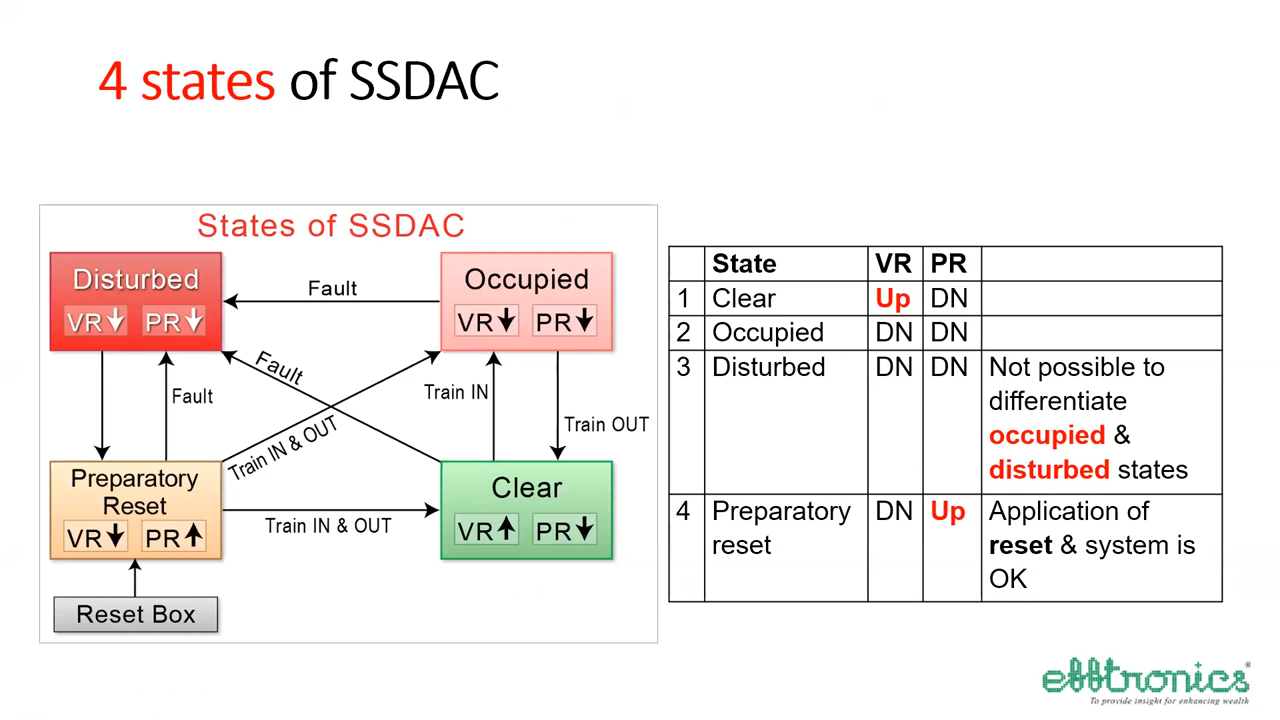 4 states of SSDAC
States of SSDAC
Disturbed
VR↓ PR↓
Fault
Occupied
VR↓ PR↓
Fault
Fault
Train IN
Train OUT
Train IN & OUT
Preparatory
Reset
VR↓ PR↑
Train IN & OUT
Clear
VR↑ PR↓
Reset Box
State VR PR
1 Clear Up DN
2 Occupied DN DN
3 Disturbed DN DN Not possible to
differentiate
occupied &
disturbed states
4 Preparatory DN Up Application of
reset reset & system is
OK
efftronics®
To provide insight for enhancing wealth